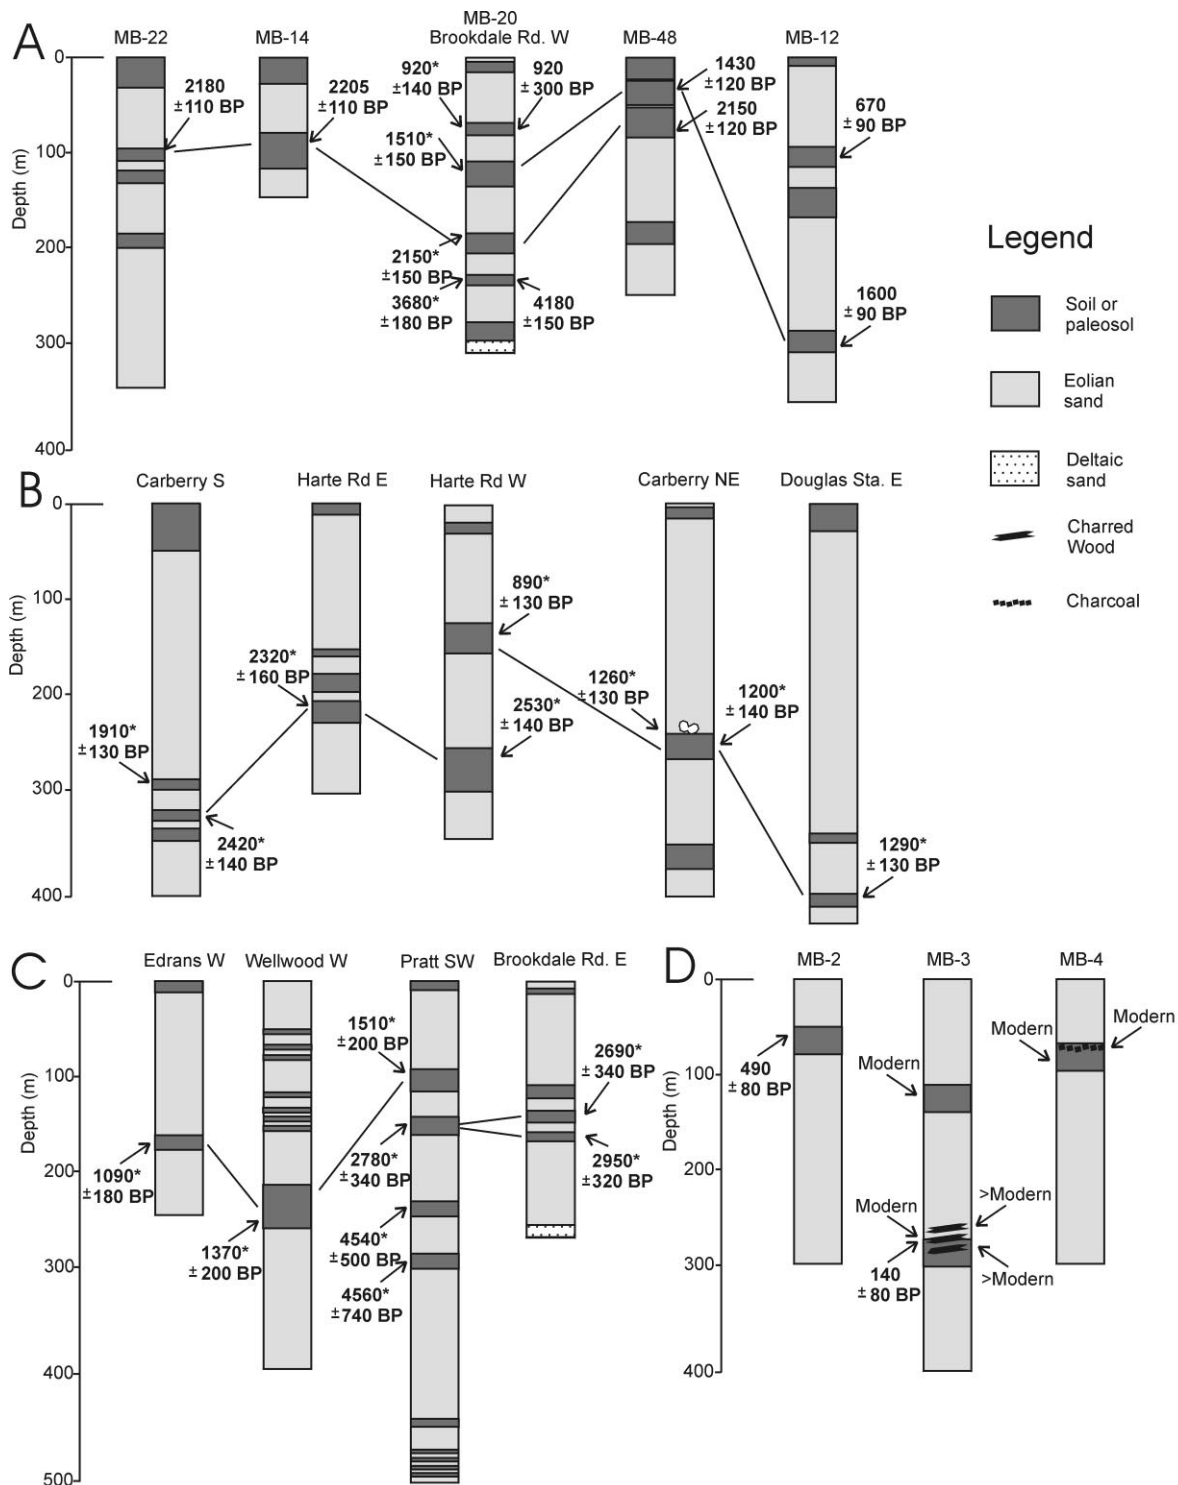 A
MB-22
MB-14
MB-20
Brookdale Rd. W
MB-48
MB-12
Depth (m)
0
100
200
300
400
2180
±110 BP
2205
±110 BP
920*
±140 BP
920
±300 BP
1510*
±150 BP
2150*
±150 BP
3680*
±180 BP
4180
±150 BP
1430
±120 BP
2150
±120 BP
670
±90 BP
1600
±90 BP
Legend
Soil or
paleosol
Eolian
sand
Deltaic
sand
Charred
Wood
Charcoal
B
Carberry S
Harte Rd E
Harte Rd W
Carberry NE
Douglas Sta. E
Depth (m)
0
100
200
300
400
1910*
±130 BP
2420*
±140 BP
2320*
±160 BP
890*
±130 BP
2530*
±140 BP
1260*
±130 BP
1200*
±140 BP
1290*
±130 BP
C
Edrans W
Wellwood W
Pratt SW
Brookdale Rd. E
Depth (m)
0
100
200
300
400
500
1090*
±180 BP
1370*
±200 BP
1510*
±200 BP
2780*
±340 BP
4540*
±500 BP
4560*
±740 BP
2690*
±340 BP
2950*
±320 BP
D
MB-2
MB-3
MB-4
Depth (m)
0
100
200
300
400
490
±80 BP
Modern
Modern
>Modern
140
±80 BP
>Modern
Modern
Modern